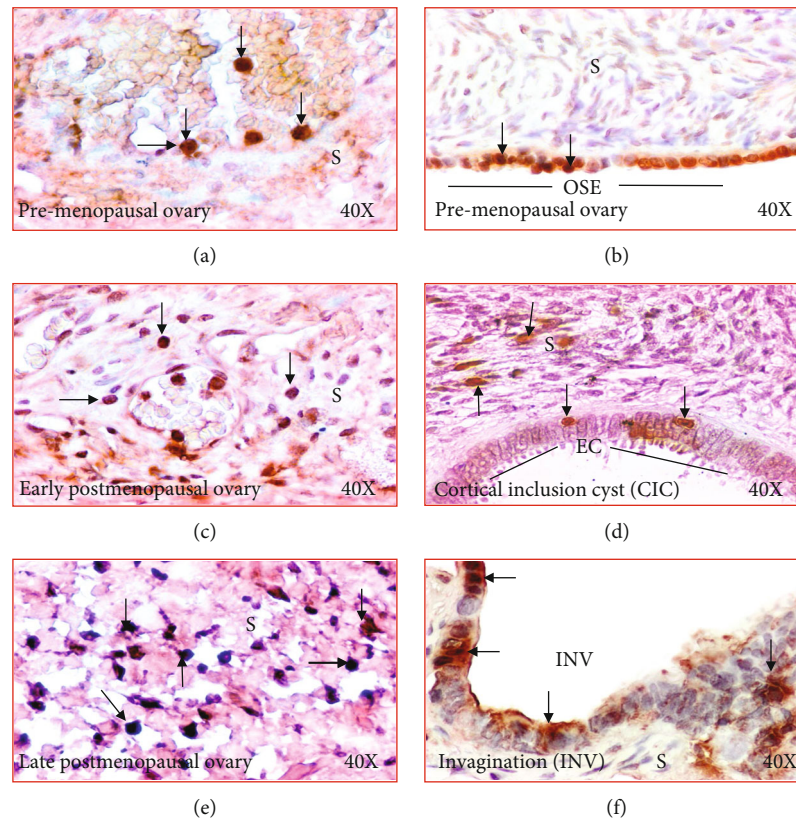 S
Pre-menopausal ovary 40X
(a)
S
OSE
Pre-menopausal ovary 40X
(b)
S
Early postmenopausal ovary 40X
(c)
S
EC
Cortical inclusion cyst (CIC) 40X
(d)
S
Late postmenopausal ovary 40X
(e)
INV
Invagination (INV) S 40X
(f)